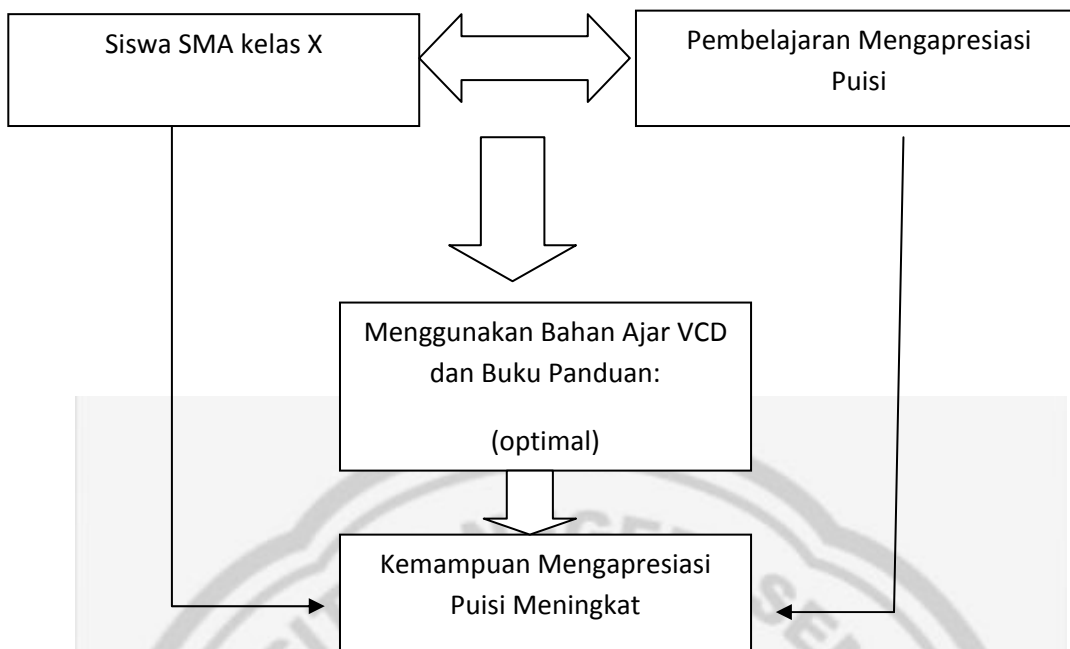 Siswa SMA kelas X
Pembelajaran Mengapresiasi
Puisi
Menggunakan Bahan Ajar VCD
dan Buku Panduan:
(optimal)
Kemampuan Mengapresiasi
Puisi Meningkat